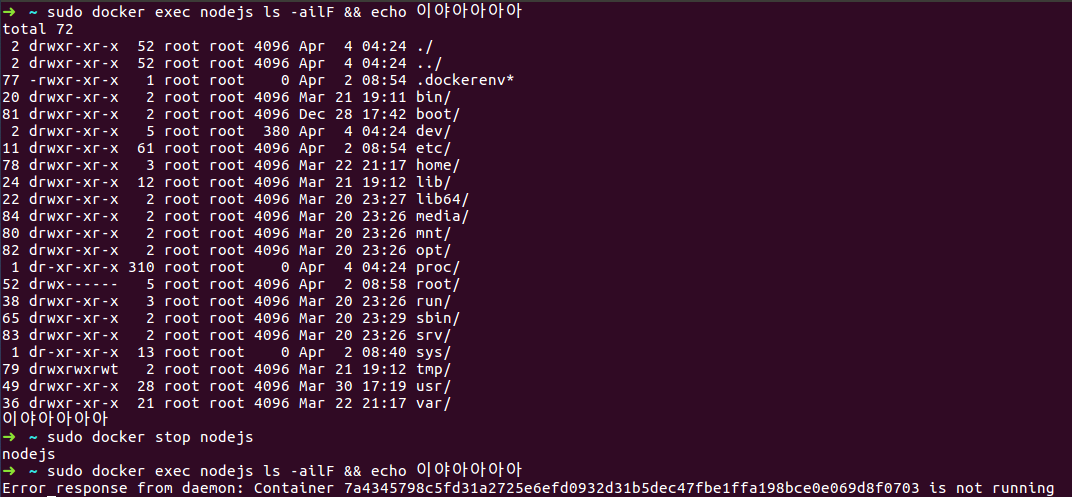 ➜ ~ sudo docker exec nodejs ls -ailF && echo 이야아아아아
total 72
 2 drwxr-xr-x  52 root root 4096 Apr  4 04:24 ./
 2 drwxr-xr-x  52 root root 4096 Apr  4 04:24 ../
77 -rwxr-xr-x   1 root root    0 Apr  2 08:54 .dockerenv*
20 drwxr-xr-x   2 root root 4096 Mar 21 19:11 bin/
81 drwxr-xr-x   2 root root 4096 Dec 28 17:42 boot/
 2 drwxr-xr-x   5 root root  380 Apr  4 04:24 dev/
11 drwxr-xr-x  61 root root 4096 Apr  2 08:54 etc/
78 drwxr-xr-x   3 root root 4096 Mar 22 21:17 home/
24 drwxr-xr-x  12 root root 4096 Mar 21 19:12 lib/
22 drwxr-xr-x   2 root root 4096 Mar 20 23:27 lib64/
84 drwxr-xr-x   2 root root 4096 Mar 20 23:26 media/
80 drwxr-xr-x   2 root root 4096 Mar 20 23:26 mnt/
82 drwxr-xr-x   2 root root 4096 Mar 20 23:26 opt/
 1 dr-xr-xr-x 310 root root    0 Apr  4 04:24 proc/
52 drwx------   5 root root 4096 Apr  2 08:58 root/
38 drwxr-xr-x   3 root root 4096 Mar 20 23:26 run/
65 drwxr-xr-x   2 root root 4096 Mar 20 23:29 sbin/
83 drwxr-xr-x   2 root root 4096 Mar 20 23:26 srv/
 1 dr-xr-xr-x  13 root root    0 Apr  2 08:40 sys/
79 drwxrwxrwt   2 root root 4096 Mar 21 19:12 tmp/
49 drwxr-xr-x  28 root root 4096 Mar 30 17:19 usr/
36 drwxr-xr-x  21 root root 4096 Mar 22 21:17 var/
이야아아아아
➜ ~ sudo docker stop nodejs
nodejs
➜ ~ sudo docker exec nodejs ls -ailF && echo 이야아아아아
Error response from daemon: Container 7a4345798c5fd31a2725e6efd0932d31b5dec47fbe1ffa198bce0e069d8f0703 is not running